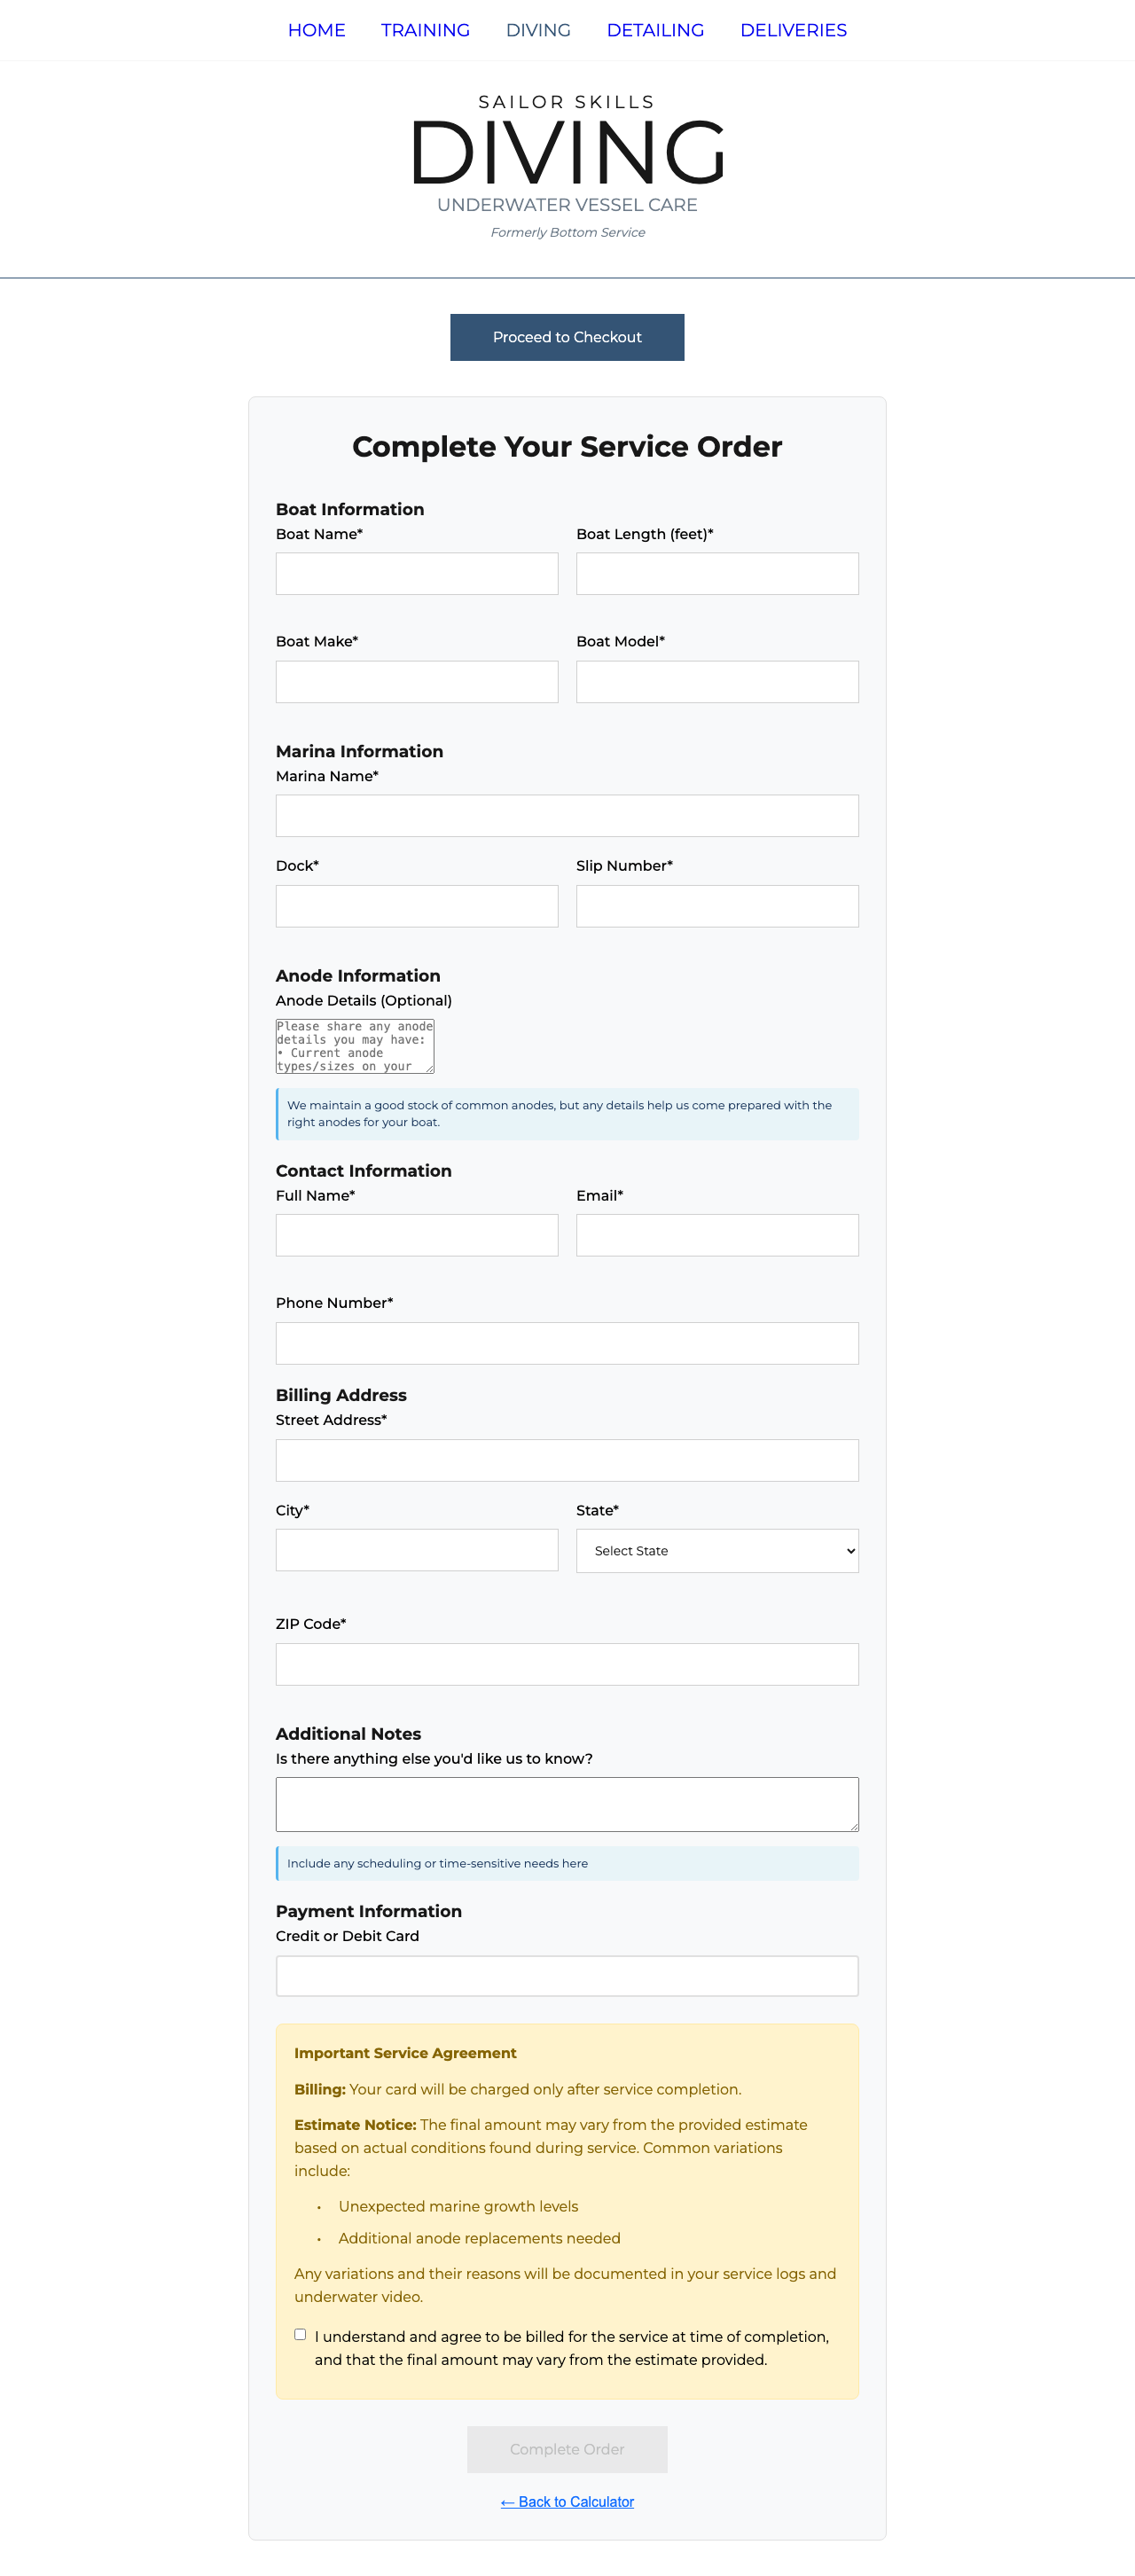 HOME TRAINING DIVING DETAILING DELIVERIES
SAILOR SKILLS
DIVING
UNDERWATER VESSEL CARE
Formerly Bottom Service
Proceed to Checkout
Complete Your Service Order
Boat Information
Boat Name* Boat Length (feet)*
Boat Make* Boat Model*
Marina Information
Marina Name*
Dock* Slip Number*
Anode Information
Anode Details (Optional)
Please share any anode
details you may have:
• Current anode
types/sizes on your
We maintain a good stock of common anodes, but any details help us come prepared with the
right anodes for your boat.
Contact Information
Full Name* Email*
Phone Number*
Billing Address
Street Address*
City* State*
Select State
ZIP Code*
Additional Notes
Is there anything else you'd like us to know?
Include any scheduling or time-sensitive needs here
Payment Information
Credit or Debit Card
Important Service Agreement
Billing: Your card will be charged only after service completion.
Estimate Notice: The final amount may vary from the provided estimate
based on actual conditions found during service. Common variations
include:
• Unexpected marine growth levels
• Additional anode replacements needed
Any variations and their reasons will be documented in your service logs and
underwater video.
I understand and agree to be billed for the service at time of completion,
and that the final amount may vary from the estimate provided.
Complete Order
← Back to Calculator